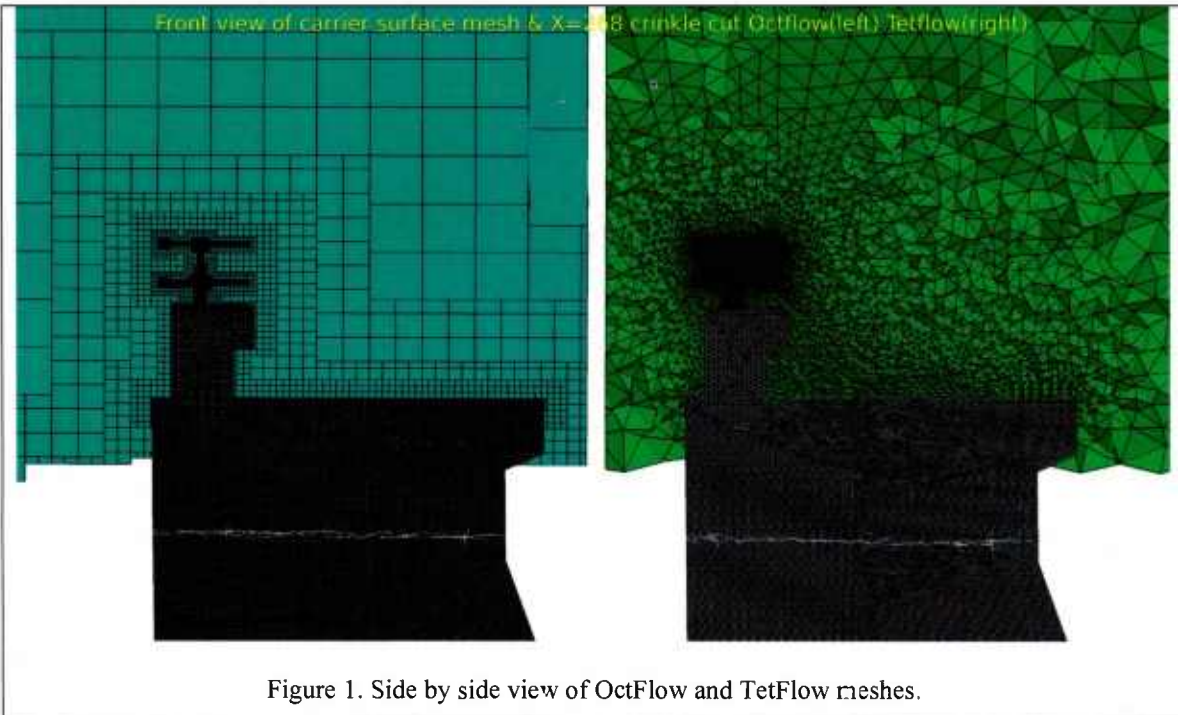 Front view of carrier surface mesh & X= 8 crinkle cut Octflow(left) Tetflow(right)
Figure 1. Side by side view of OctFlow and TetFlow meshes.